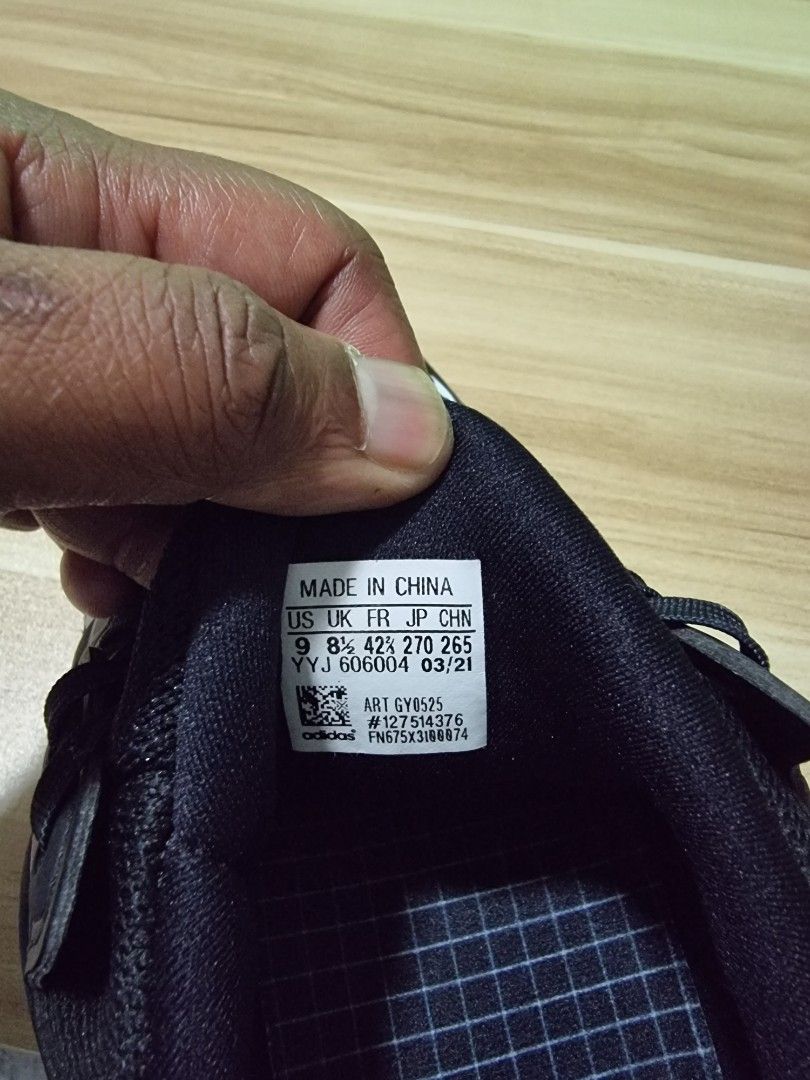 MADE IN CHINA
US UK FR JP CHN
9 8½ 42⅔ 270 265
YYJ 606004 03/21
ART GY0525
#127514376
adidas FN675X3I00074